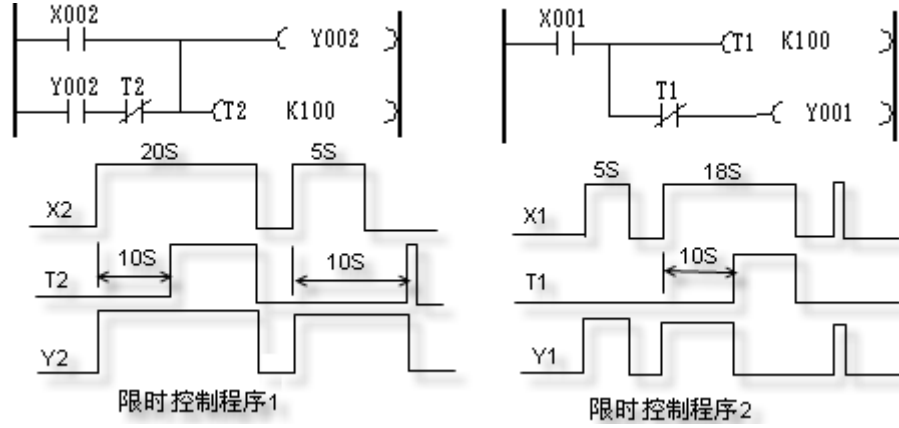 X002
Y002
Y002 T2
T2 K100
20S 5S
X2
10S 10S
T2
Y2
限时控制程序1
X001
T1 K100
T1
Y001
5S 18S
X1
10S
T1
Y1
限时控制程序2